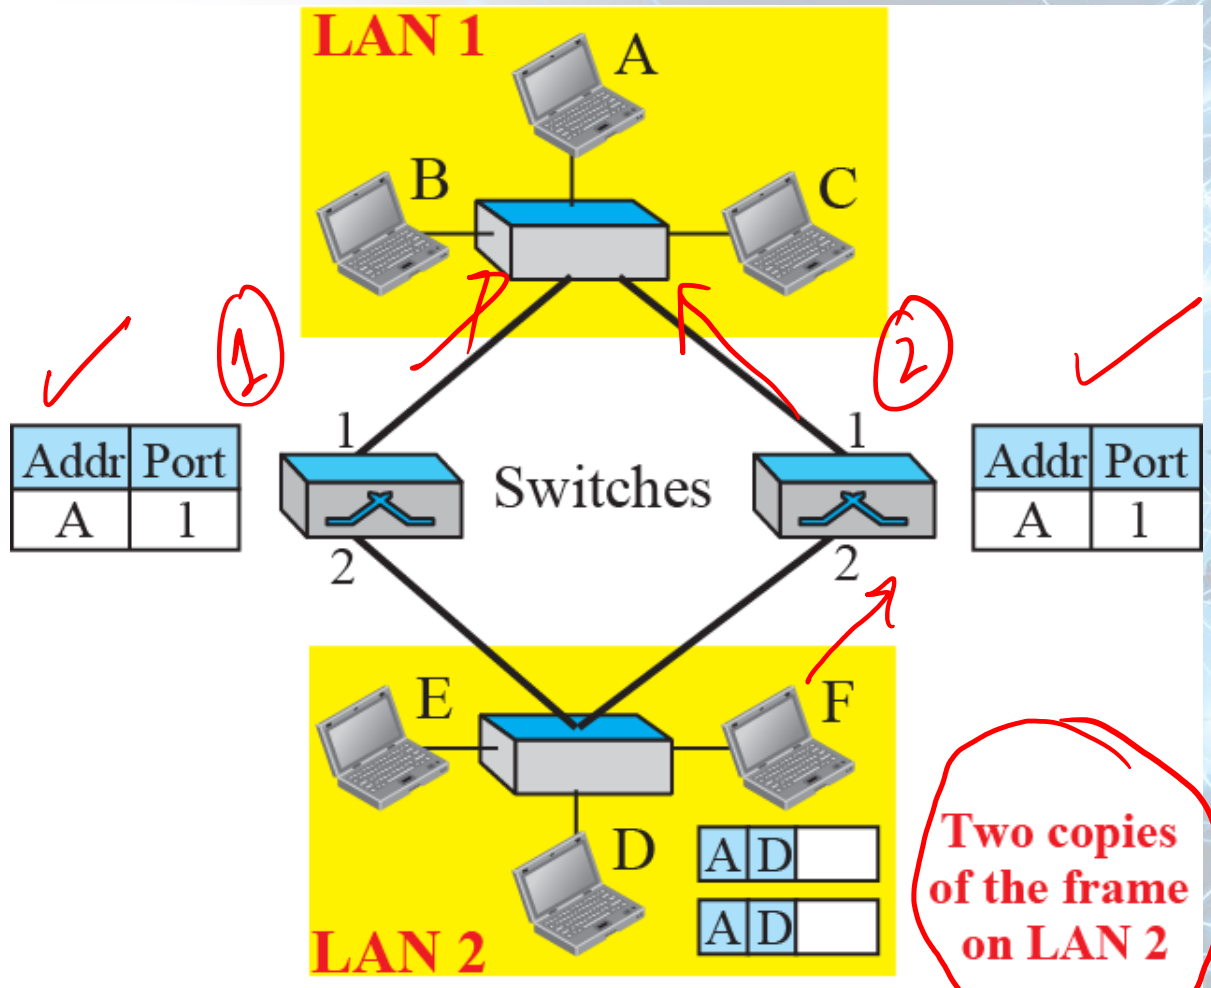 LAN 1
A
B
C
1
2
1
1
Addr Port
A 1
Switches
Addr Port
A 1
2
2
E
F
D
A D
A D
Two copies
of the frame
on LAN 2
LAN 2